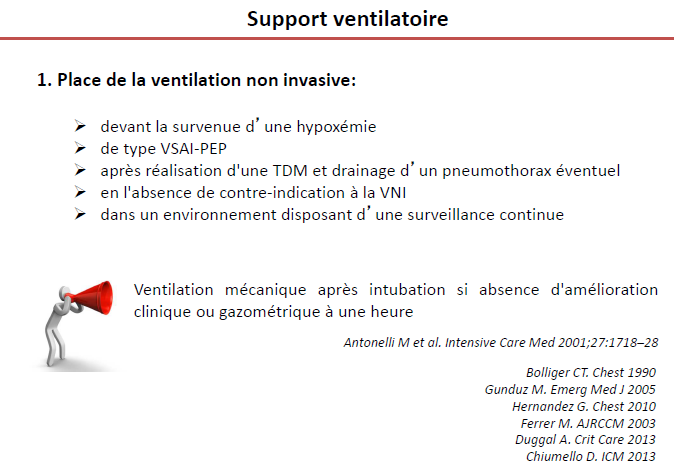 Support ventilatoire
1. Place de la ventilation non invasive:
➢ devant la survenue d’ une hypoxémie
➢ de type VSAI-PEP
➢ après réalisation d'une TDM et drainage d’ un pneumothorax éventuel
➢ en l'absence de contre-indication à la VNI
➢ dans un environnement disposant d’ une surveillance continue
Ventilation mécanique après intubation si absence d'amélioration
clinique ou gazométrique à une heure
Antonelli M et al. Intensive Care Med 2001;27:1718–28
Bolliger CT. Chest 1990
Gunduz M. Emerg Med J 2005
Hernandez G. Chest 2010
Ferrer M. AJRCCM 2003
Duggal A. Crit Care 2013
Chiumello D. ICM 2013